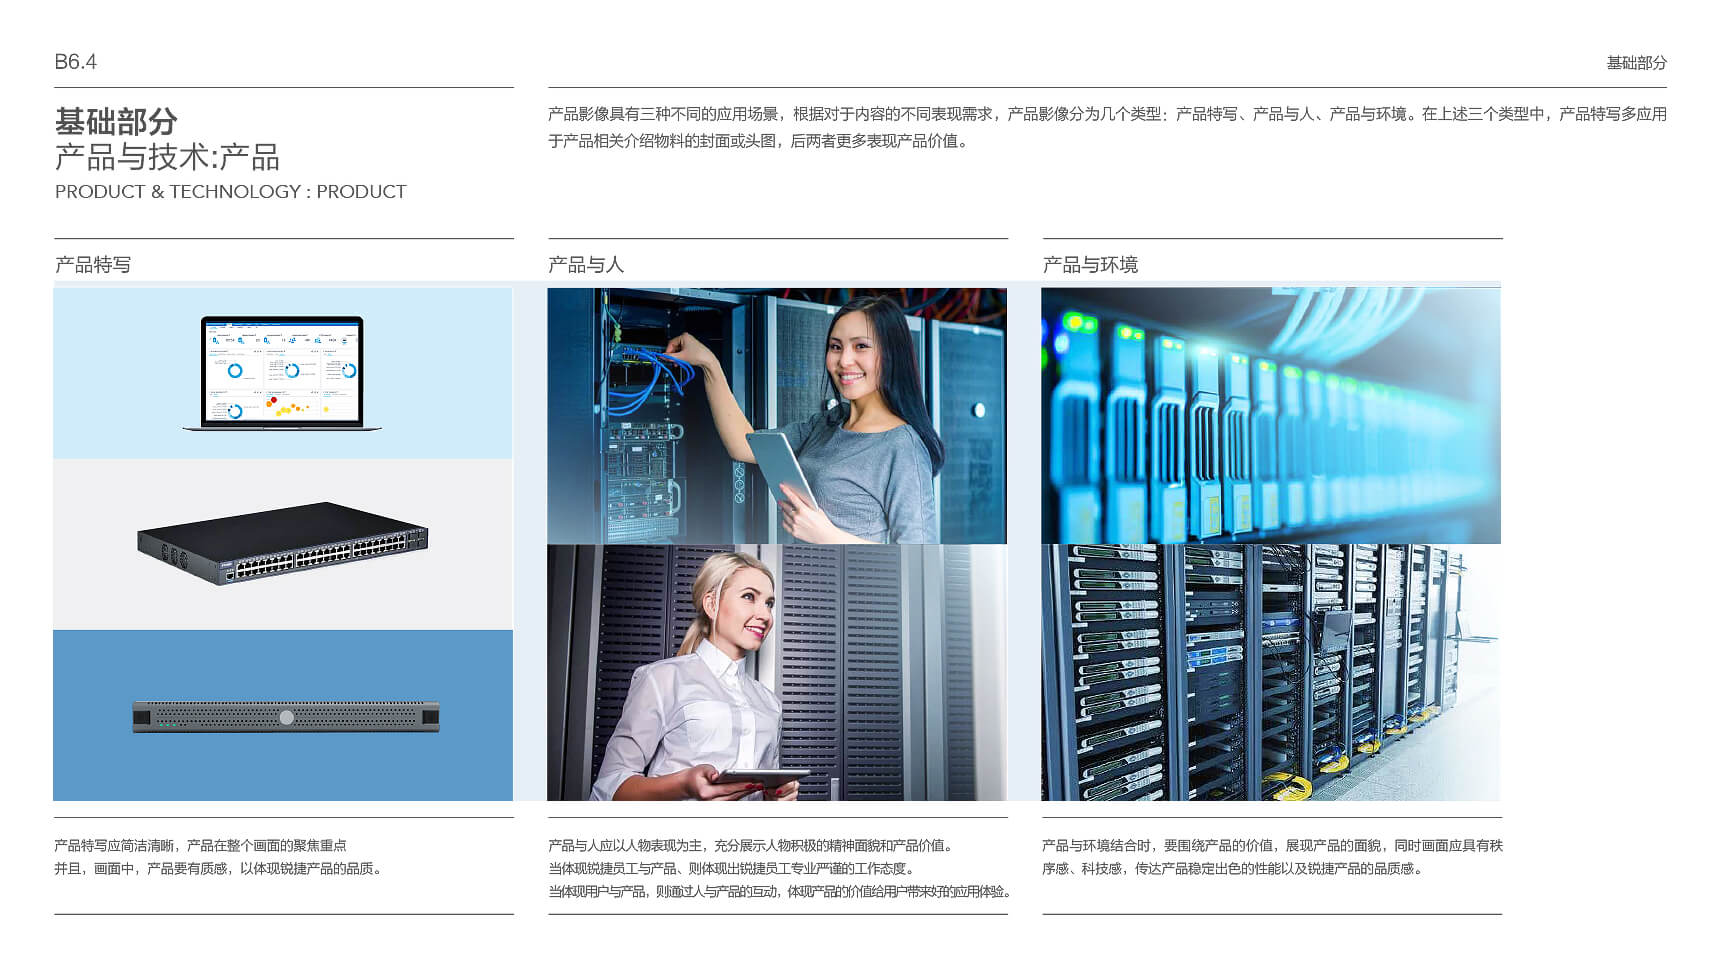 B6.4
基础部分
基础部分
产品与技术:产品
PRODUCT & TECHNOLOGY : PRODUCT
产品影像具有三种不同的应用场景，根据对于内容的不同表现需求，产品影像分为几个类型：产品特写、产品与人、产品与环境。在上述三个类型中，产品特写多应用
于产品相关介绍物料的封面或头图，后两者更多表现产品价值。
产品特写
产品与人
产品与环境
产品特写应简洁清晰，产品在整个画面的聚焦重点
并且，画面中，产品要有质感，以体现锐捷产品的品质。
产品与人应以人物表现为主，充分展示人物积极的精神面貌和产品价值。
当体现锐捷员工与产品、则体现出锐捷员工专业严谨的工作态度。
当体现用户与产品，则通过人与产品的互动，体现产品的价值给用户带来好的应用体验。
产品与环境结合时，要围绕产品的价值，展现产品的面貌，同时画面应具有秩
序感、科技感，传达产品稳定出色的性能以及锐捷产品的品质感。